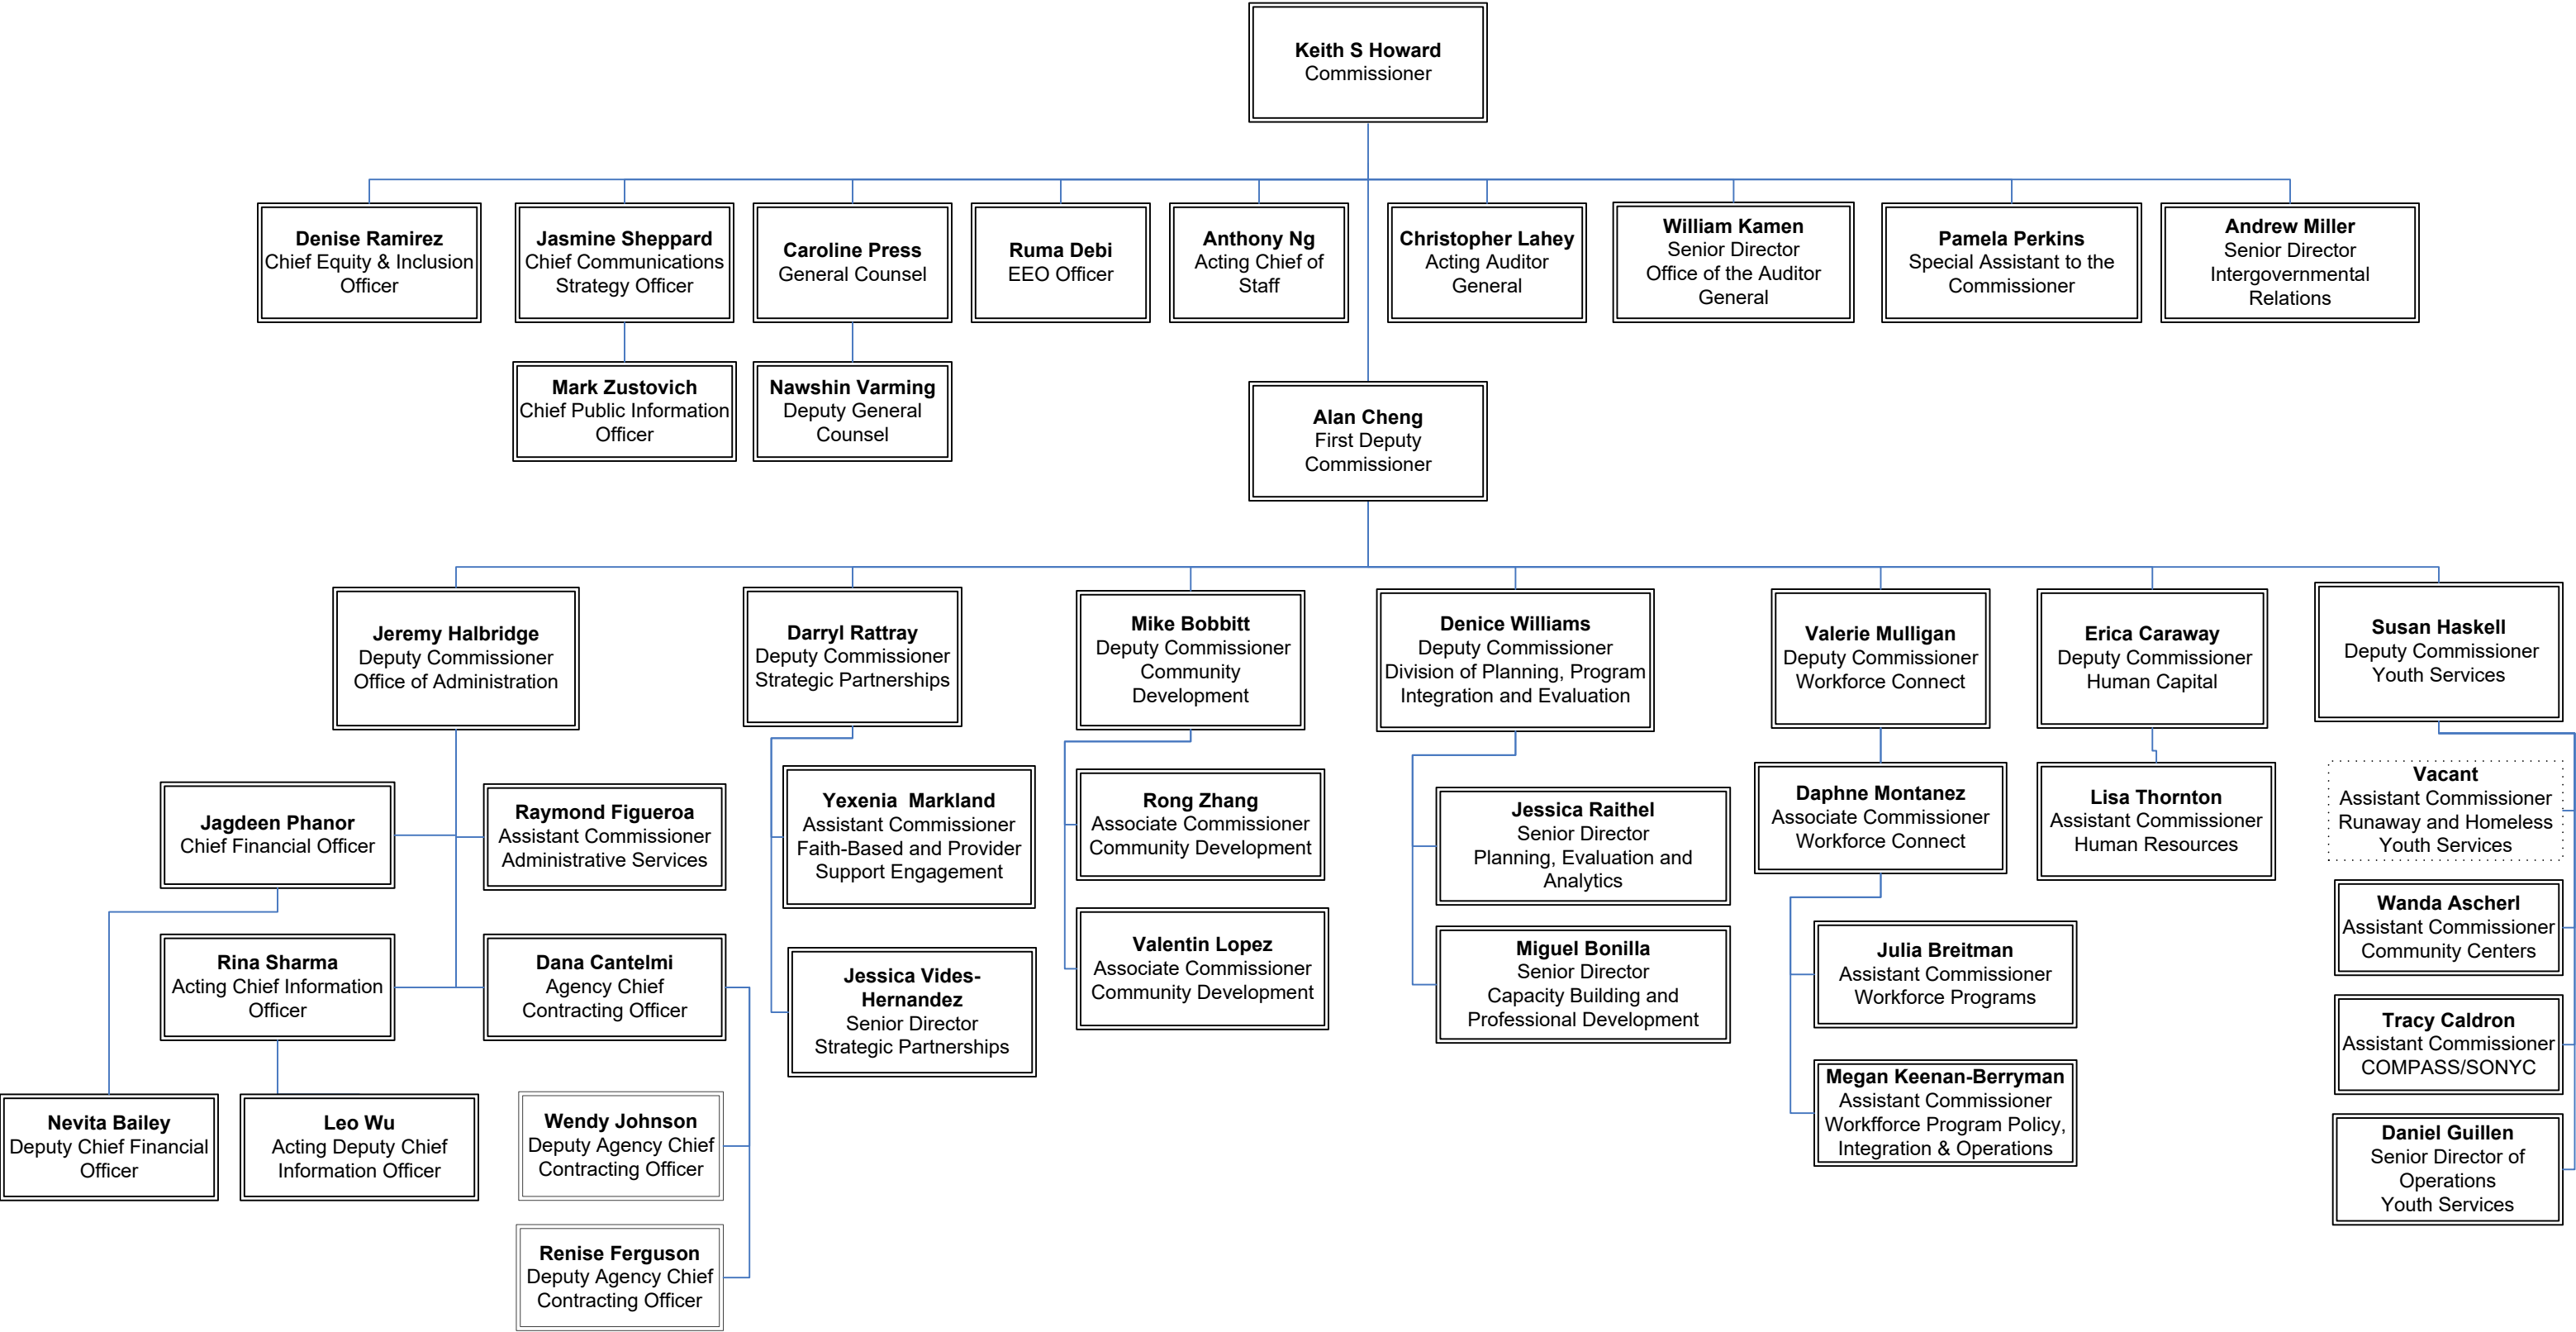 Keith S Howard
Commissioner
Denise Ramirez
Chief Equity & Inclusion
Officer
Jasmine Sheppard
Chief Communications
Strategy Officer
Caroline Press
General Counsel
Ruma Debi
EEO Officer
Anthony Ng
Acting Chief of
Staff
Christopher Lahey
Acting Auditor
General
William Kamen
Senior Director
Office of the Auditor
General
Pamela Perkins
Special Assistant to the
Commissioner
Andrew Miller
Senior Director
Intergovernmental
Relations
Mark Zustovich
Chief Public Information
Officer
Nawshin Varming
Deputy General
Counsel
Alan Cheng
First Deputy
Commissioner
Jeremy Halbridge
Deputy Commissioner
Office of Administration
Darryl Rattray
Deputy Commissioner
Strategic Partnerships
Mike Bobbitt
Deputy Commissioner
Community
Development
Denice Williams
Deputy Commissioner
Division of Planning, Program
Integration and Evaluation
Valerie Mulligan
Deputy Commissioner
Workforce Connect
Erica Caraway
Deputy Commissioner
Human Capital
Susan Haskell
Deputy Commissioner
Youth Services
Jagdeen Phanor
Chief Financial Officer
Raymond Figueroa
Assistant Commissioner
Administrative Services
Yexenia  Markland
Assistant Commissioner
Faith-Based and Provider
Support Engagement
Rong Zhang
Associate Commissioner
Community Development
Jessica Raithel
Senior Director
Planning, Evaluation and
Analytics
Daphne Montanez
Associate Commissioner
Workforce Connect
Lisa Thornton
Assistant Commissioner
Human Resources
Vacant
Assistant Commissioner
Runaway and Homeless
Youth Services
Rina Sharma
Acting Chief Information
Officer
Dana Cantelmi
Agency Chief
Contracting Officer
Jessica Vides-
Hernandez
Senior Director
Strategic Partnerships
Valentin Lopez
Associate Commissioner
Community Development
Miguel Bonilla
Senior Director
Capacity Building and
Professional Development
Julia Breitman
Assistant Commissioner
Workforce Programs
Wanda Ascherl
Assistant Commissioner
Community Centers
Tracy Caldron
Assistant Commissioner
COMPASS/SONYC
Nevita Bailey
Deputy Chief Financial
Officer
Leo Wu
Acting Deputy Chief
Information Officer
Wendy Johnson
Deputy Agency Chief
Contracting Officer
Megan Keenan-Berryman
Assistant Commissioner
Workfforce Program Policy,
Integration & Operations
Daniel Guillen
Senior Director of
Operations
Youth Services
Renise Ferguson
Deputy Agency Chief
Contracting Officer